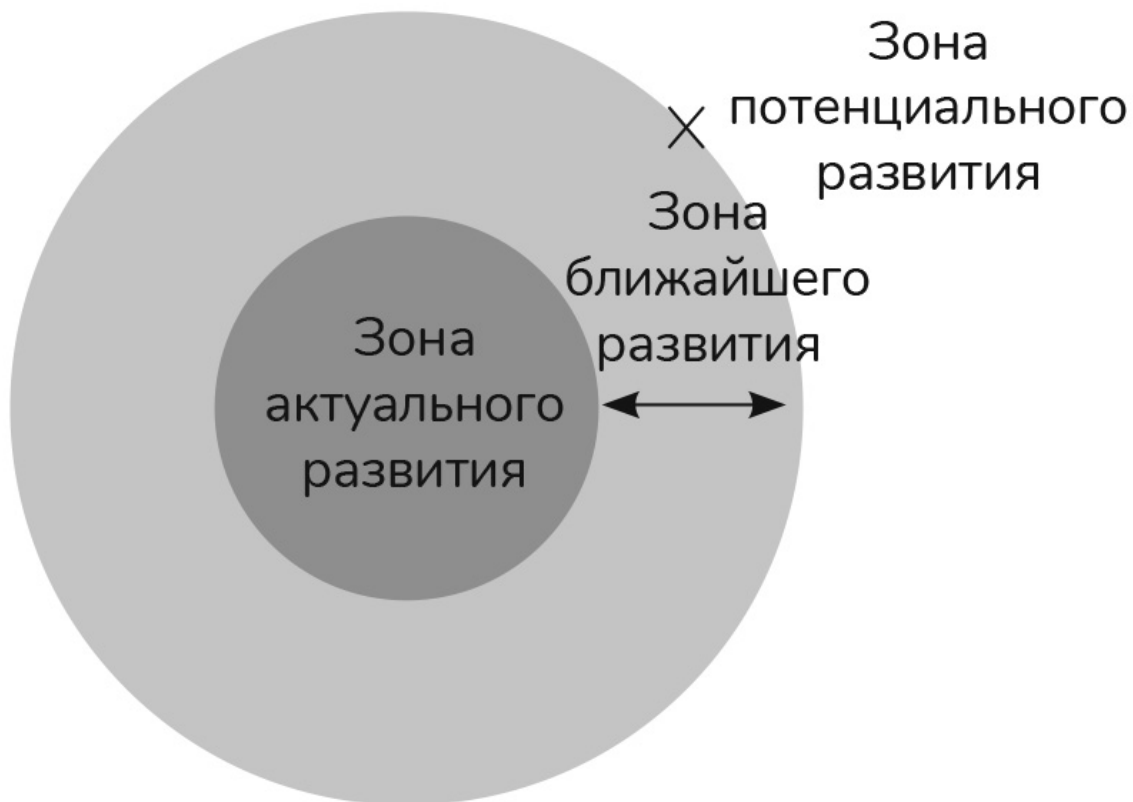 Зона
потенциального
развития
Зона
ближайшего
развития
Зона
актуального
развития